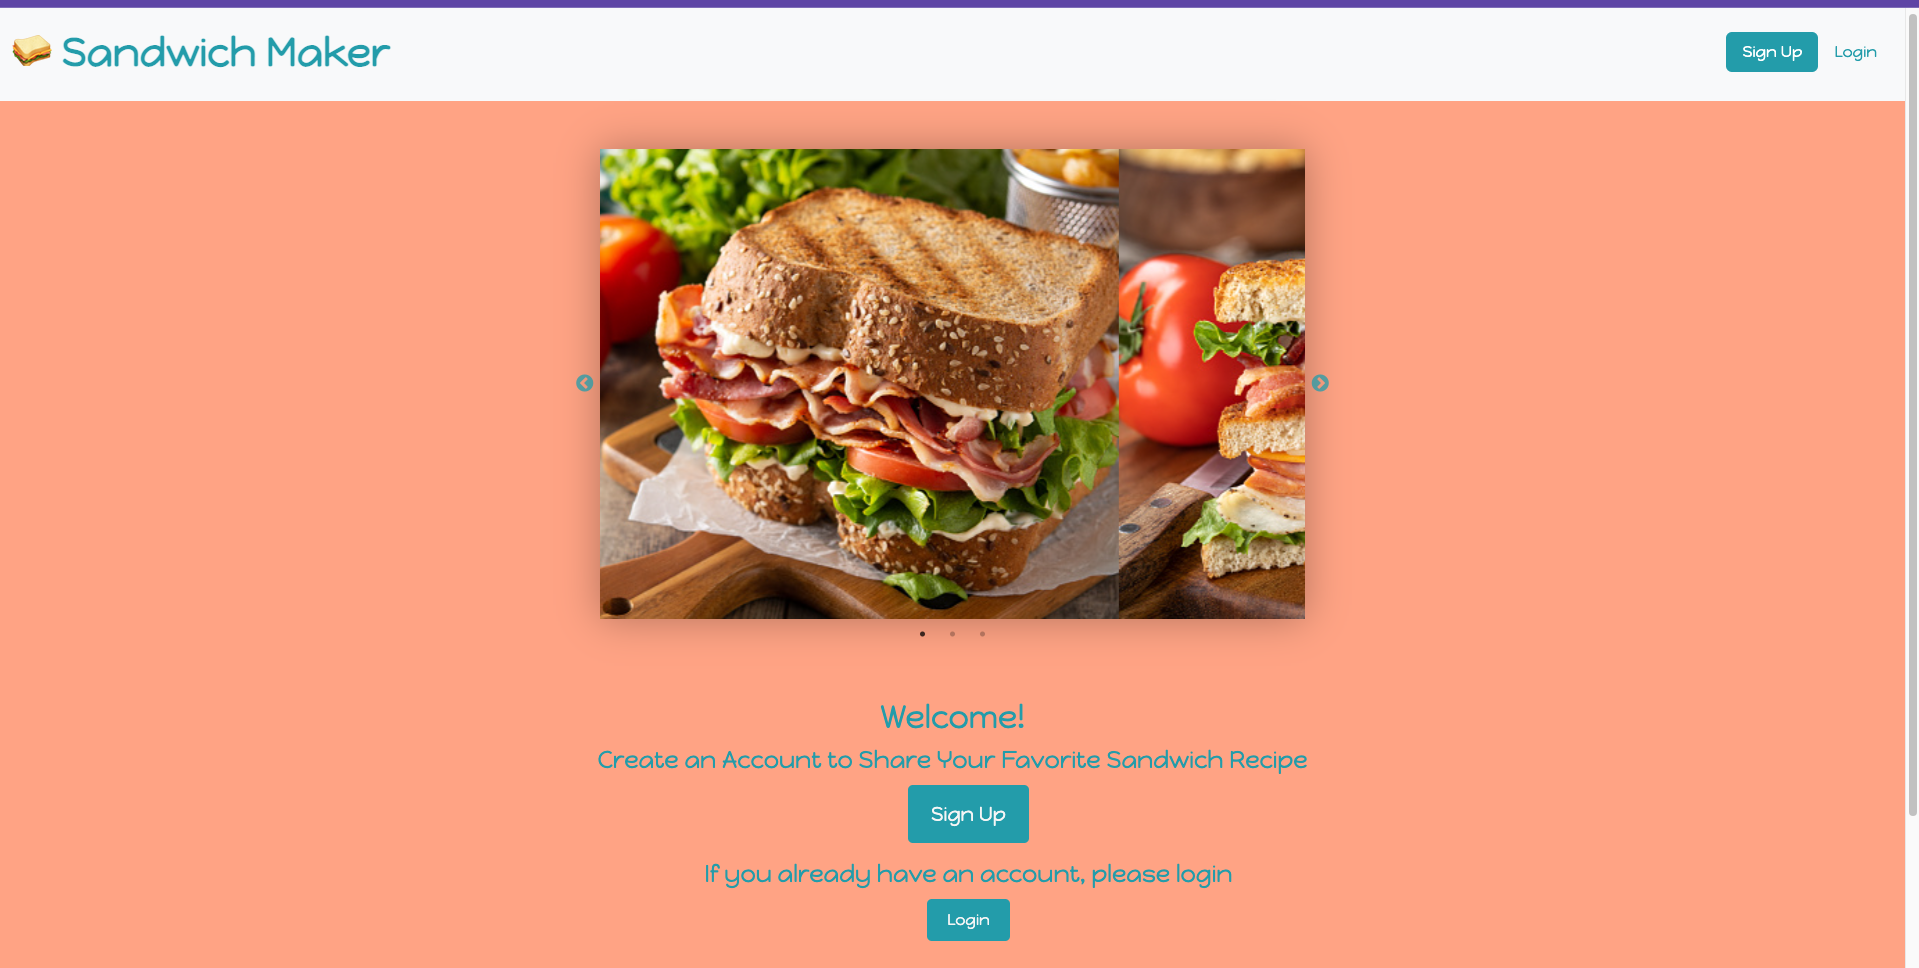 Sandwich Maker
Sign Up
Login
Welcome!
Create an Account to Share Your Favorite Sandwich Recipe
Sign Up
If you already have an account, please login
Login